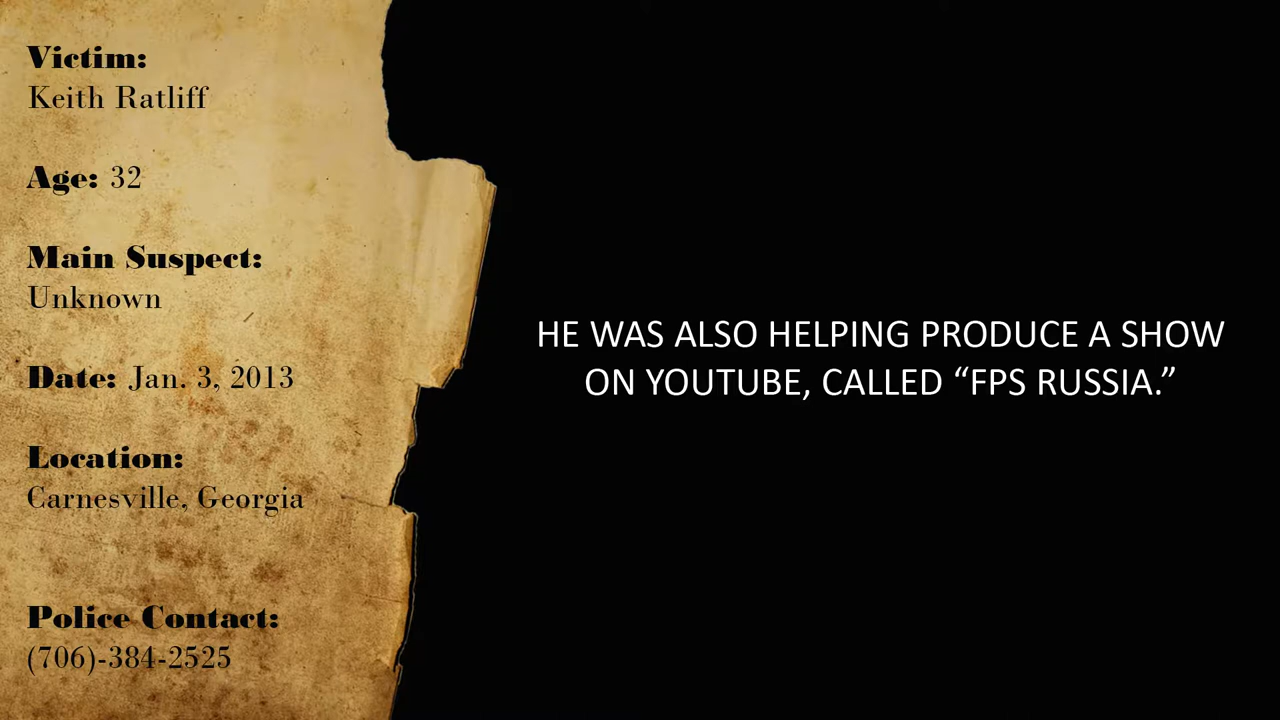 Victim:
Keith Ratliff
Age: 32
Main Suspect:
Unknown
Date: Jan. 3, 2013
Location:
Carnesville, Georgia
Police Contact:
(706)-384-2525
HE WAS ALSO HELPING PRODUCE A SHOW
ON YOUTUBE, CALLED “FPS RUSSIA.”